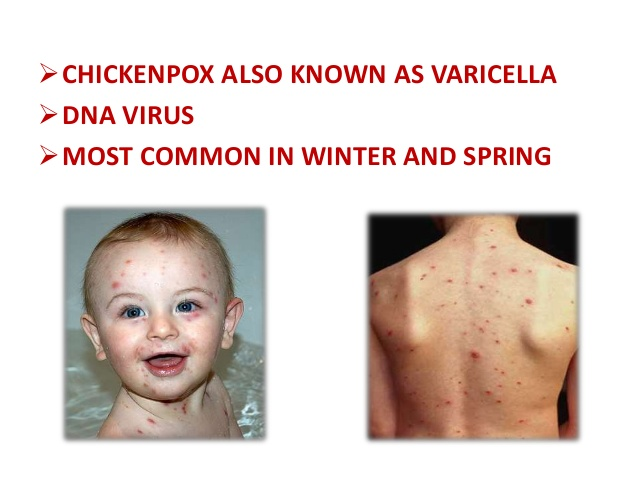 CHICKENPOX ALSO KNOWN AS VARICELLA
DNA VIRUS
MOST COMMON IN WINTER AND SPRING